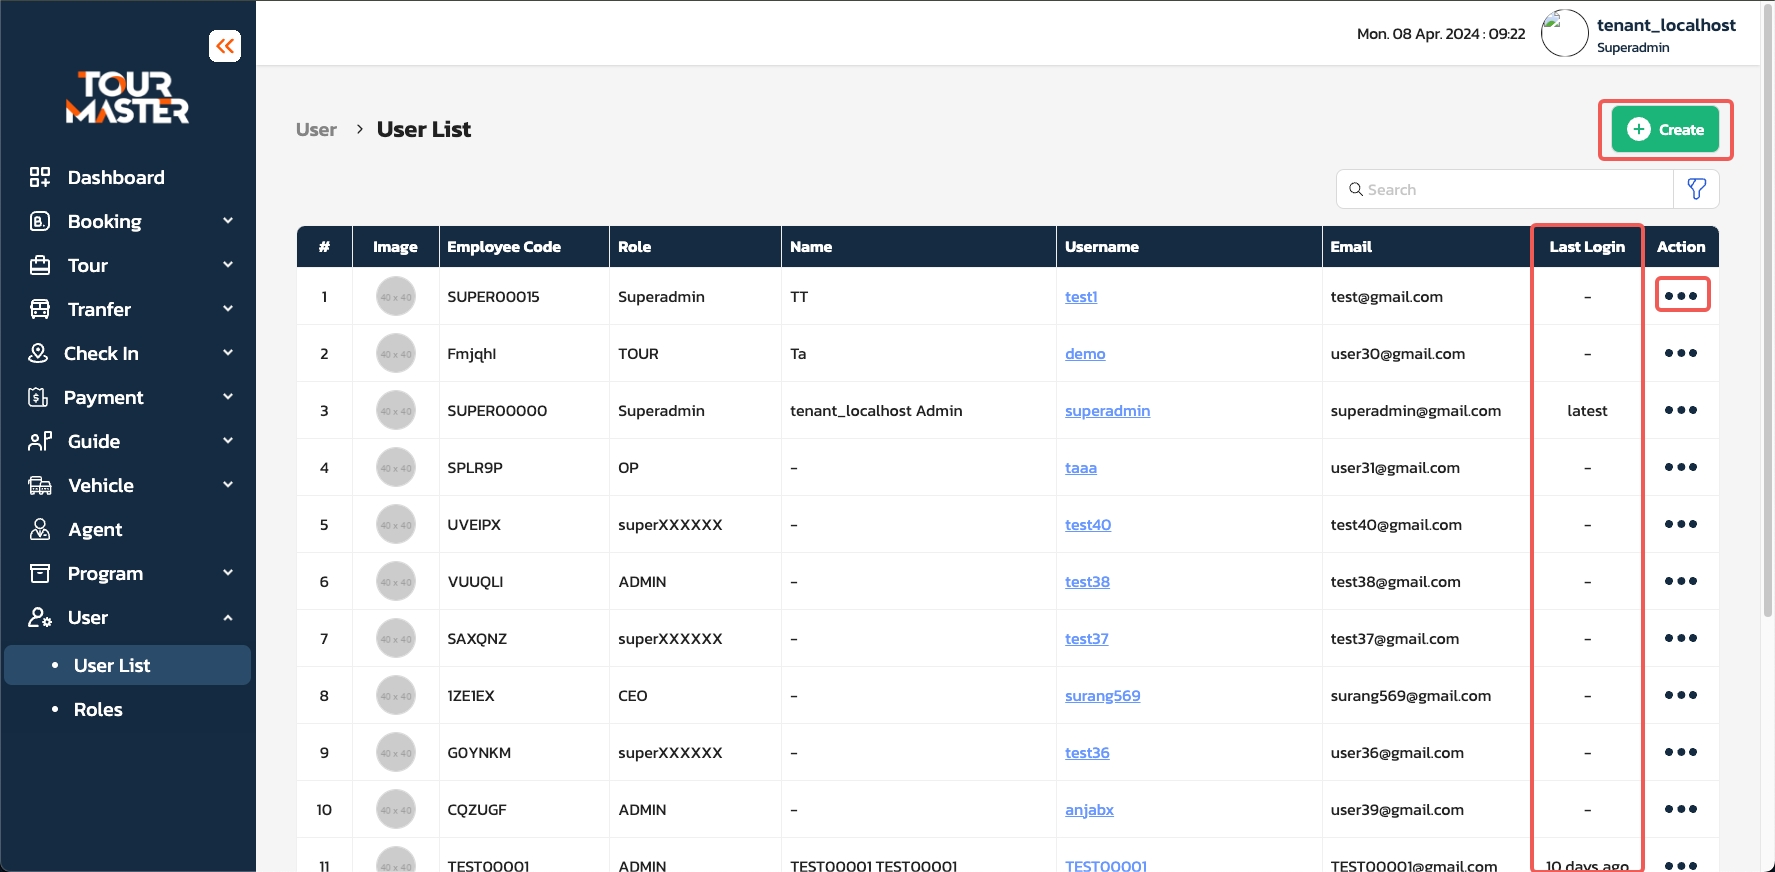 Mon. 08 Apr. 2024 : 09:22
tenant_localhost
Superadmin
TOUR
MASTER
Dashboard
Booking
Tour
Tranfer
Check In
Payment
Guide
Vehicle
Agent
Program
User
• User List
• Roles
User > User List
Create
Search
# Image Employee Code Role Name Username Email Last Login Action
1 40 x 40 SUPER00015 Superadmin TT test1 test@gmail.com -
2 40 x 40 FmjqhI TOUR Ta demo user30@gmail.com -
3 40 x 40 SUPER00000 Superadmin tenant_localhost Admin superadmin superadmin@gmail.com latest
4 40 x 40 SPLR9P OP - taaa user31@gmail.com -
5 40 x 40 UVEIPX superXXXXXX - test40 test40@gmail.com -
6 40 x 40 VUUQLI ADMIN - test38 test38@gmail.com -
7 40 x 40 SAXQNZ superXXXXXX - test37 test37@gmail.com -
8 40 x 40 1ZE1EX CEO - surang569 surang569@gmail.com -
9 40 x 40 G0YNKM superXXXXXX - test36 user36@gmail.com -
10 40 x 40 CQZUGF ADMIN - anjabx user39@gmail.com -
11 40 x 40 TEST00001 ADMIN TEST00001 TEST00001 TEST00001 TEST00001@gmail.com 10 days ago